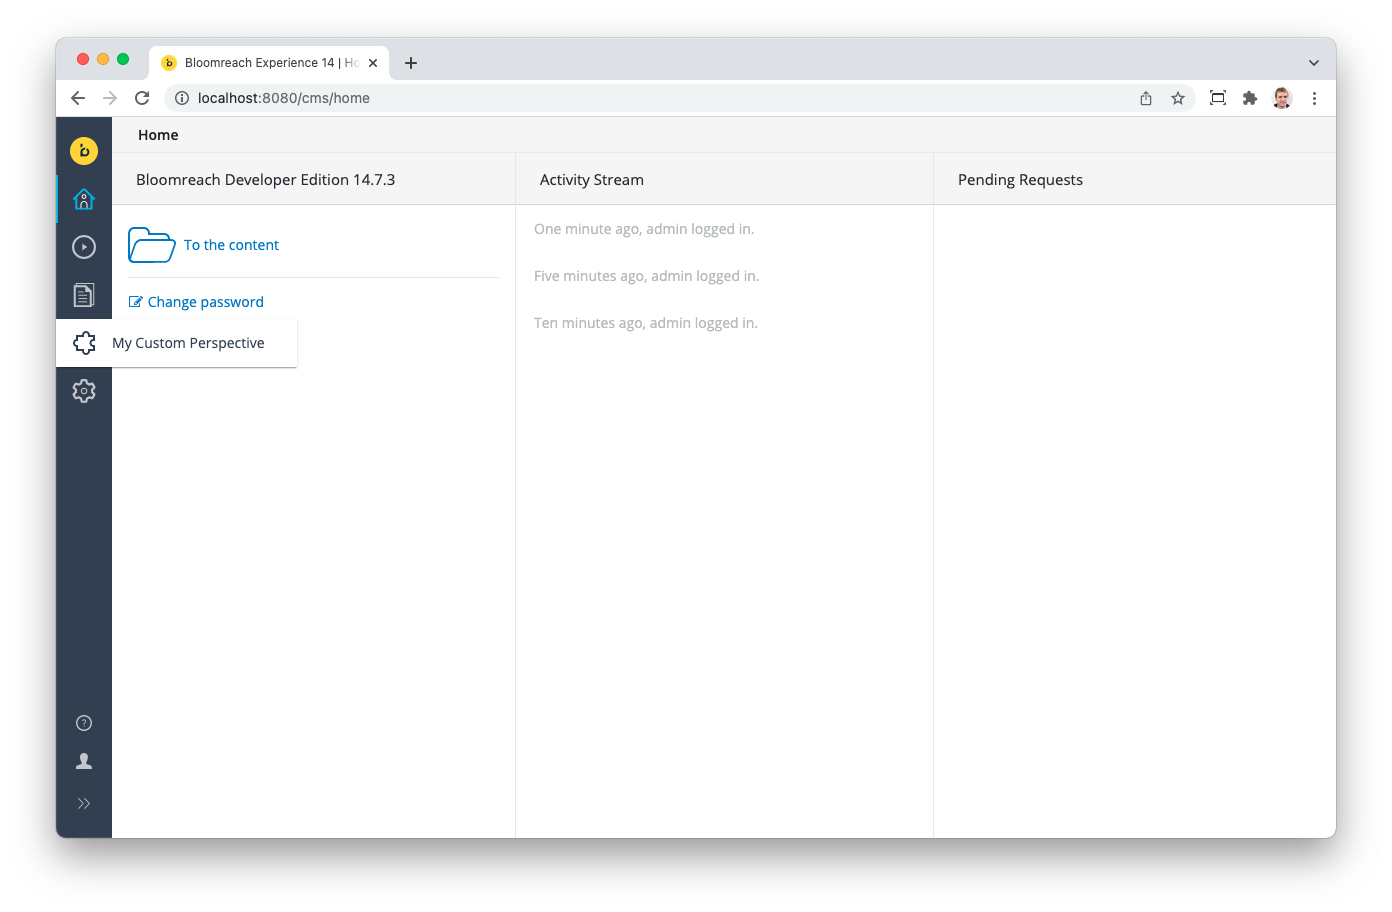 Bloomreach Experience 14 | Ho
localhost:8080/cms/home
Home
Bloomreach Developer Edition 14.7.3
Activity Stream
Pending Requests
To the content
One minute ago, admin logged in.
Five minutes ago, admin logged in.
Change password
Ten minutes ago, admin logged in.
My Custom Perspective